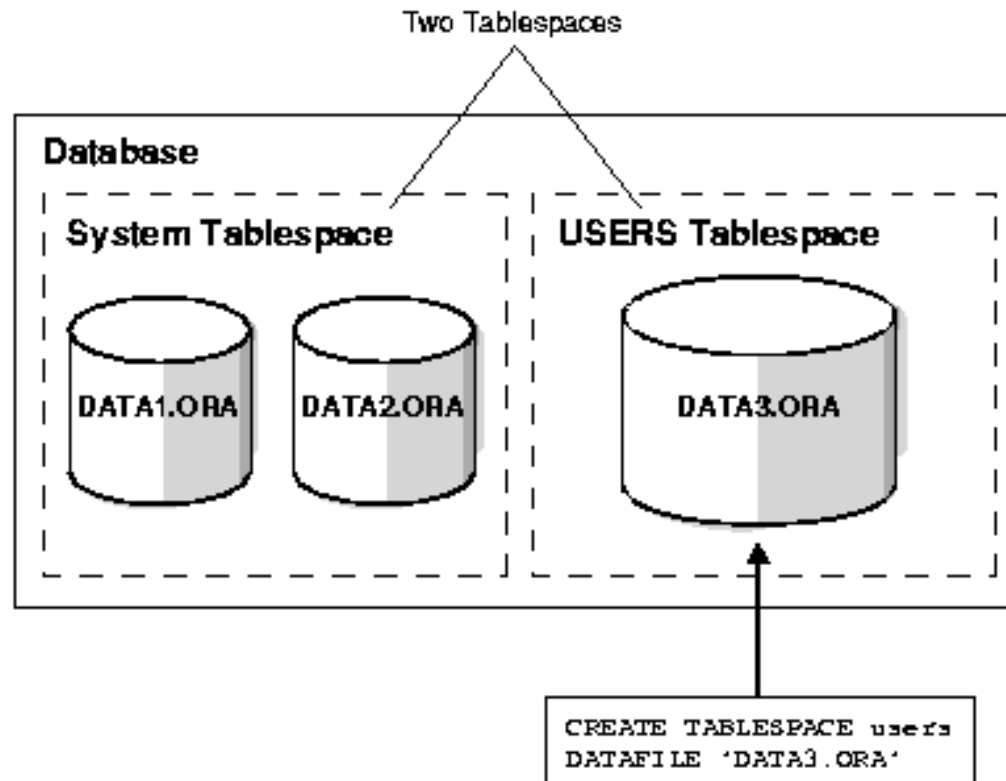 Two Tablespaces
Database
System Tablespace
USERS Tablespace
DATA1.ORA
DATA2.ORA
DATA3.ORA
CREATE TABLESPACE users
DATAFILE 'DATA3.ORA'